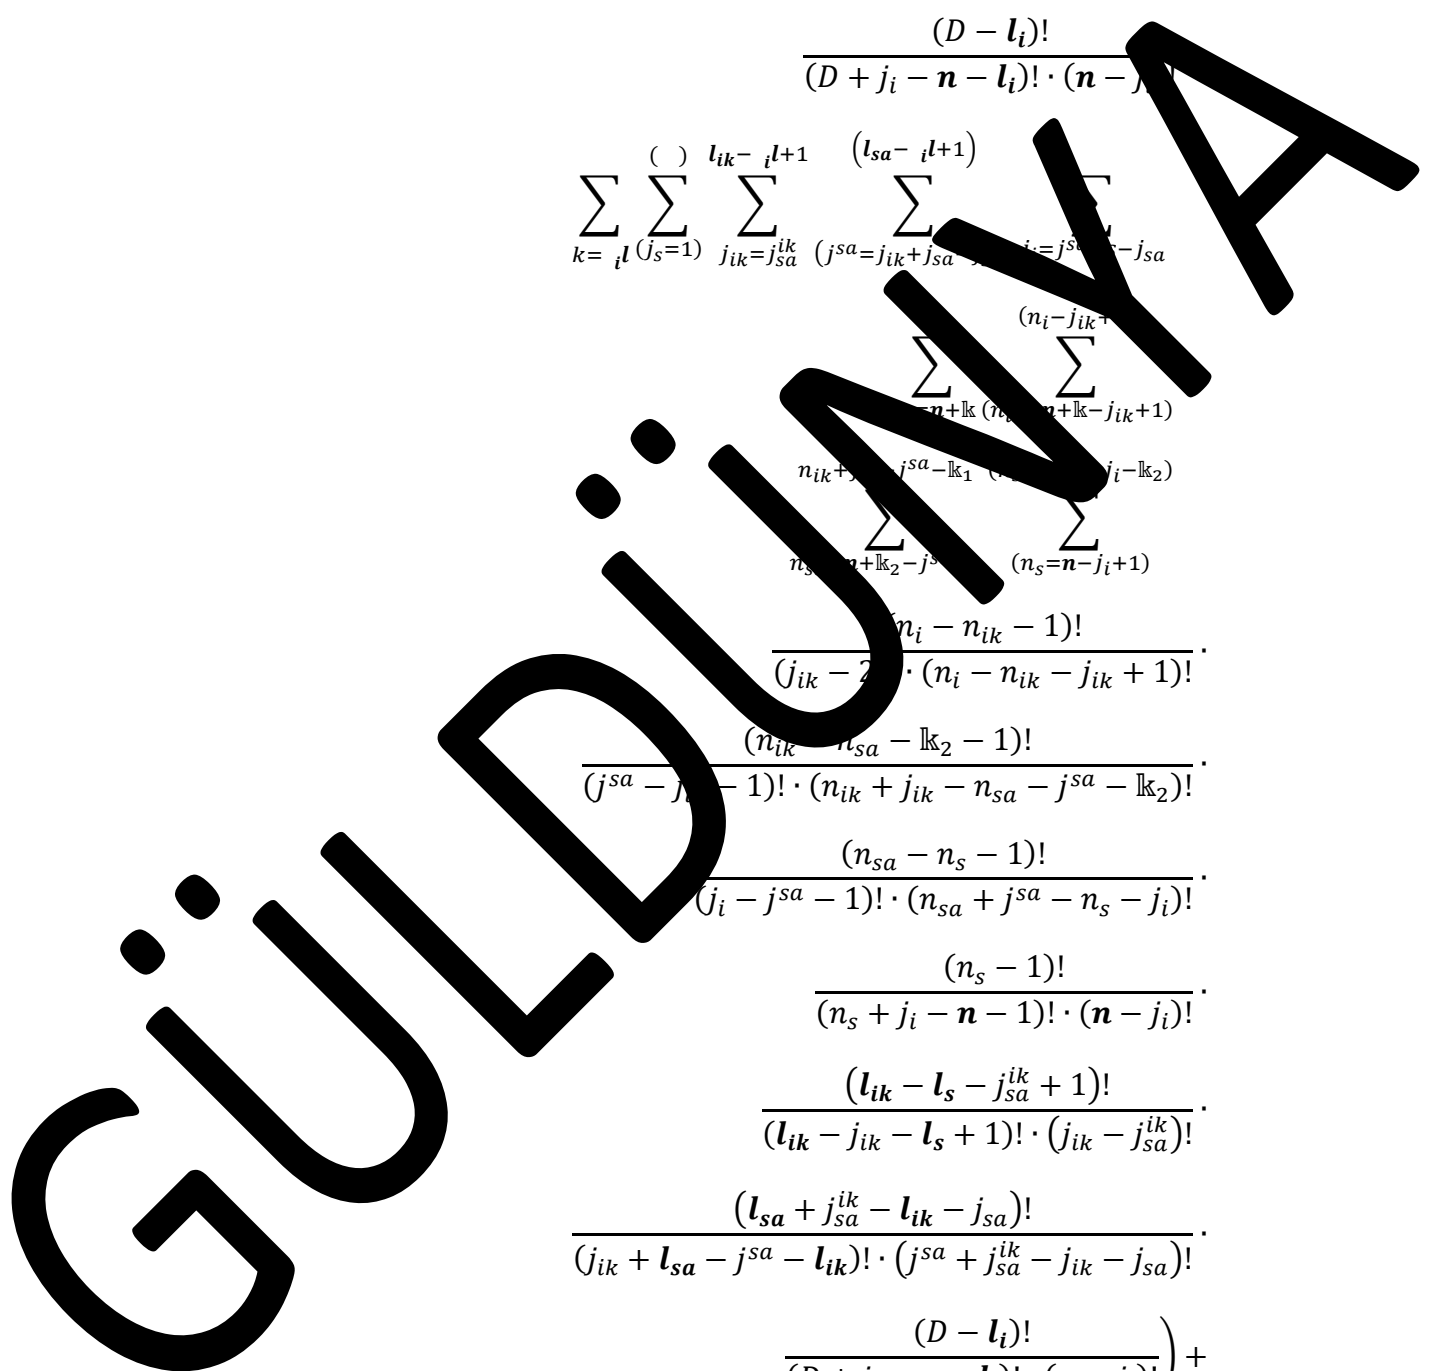 (D − l_i)!
(D + j_i − n − l_i)! · (n − j
( ) l_ik − _il+1 (l_sa − _il+1)
∑ ∑ ∑ ∑ ∑
k= _il (j_s=1) j_ik=j_sa^ik (j^sa=j_ik+j_sa =j^s −j_sa
(n_i−j_ik+
∑ ∑
=n+𝕜 (n n+𝕜−j_ik+1)
n_ik+ j^sa−𝕜_1 ( j_i−𝕜_2)
∑ ∑
n n+𝕜_2−j^s (n_s=n−j_i+1)
(n_i − n_ik − 1)!
(j_ik − 2 · (n_i − n_ik − j_ik + 1)! ·
(n_ik n_sa − 𝕜_2 − 1)!
(j^sa − j − 1)! · (n_ik + j_ik − n_sa − j^sa − 𝕜_2)! ·
(n_sa − n_s − 1)!
(j_i − j^sa − 1)! · (n_sa + j^sa − n_s − j_i)! ·
(n_s − 1)!
(n_s + j_i − n − 1)! · (n − j_i)! ·
(l_ik − l_s − j_sa^ik + 1)!
(l_ik − j_ik − l_s + 1)! · (j_ik − j_sa^ik)! ·
(l_sa + j_sa^ik − l_ik − j_sa)!
(j_ik + l_sa − j^sa − l_ik)! · (j^sa + j_sa^ik − j_ik − j_sa)! ·
(D − l_i)!
) +
GÜLDÜNYA